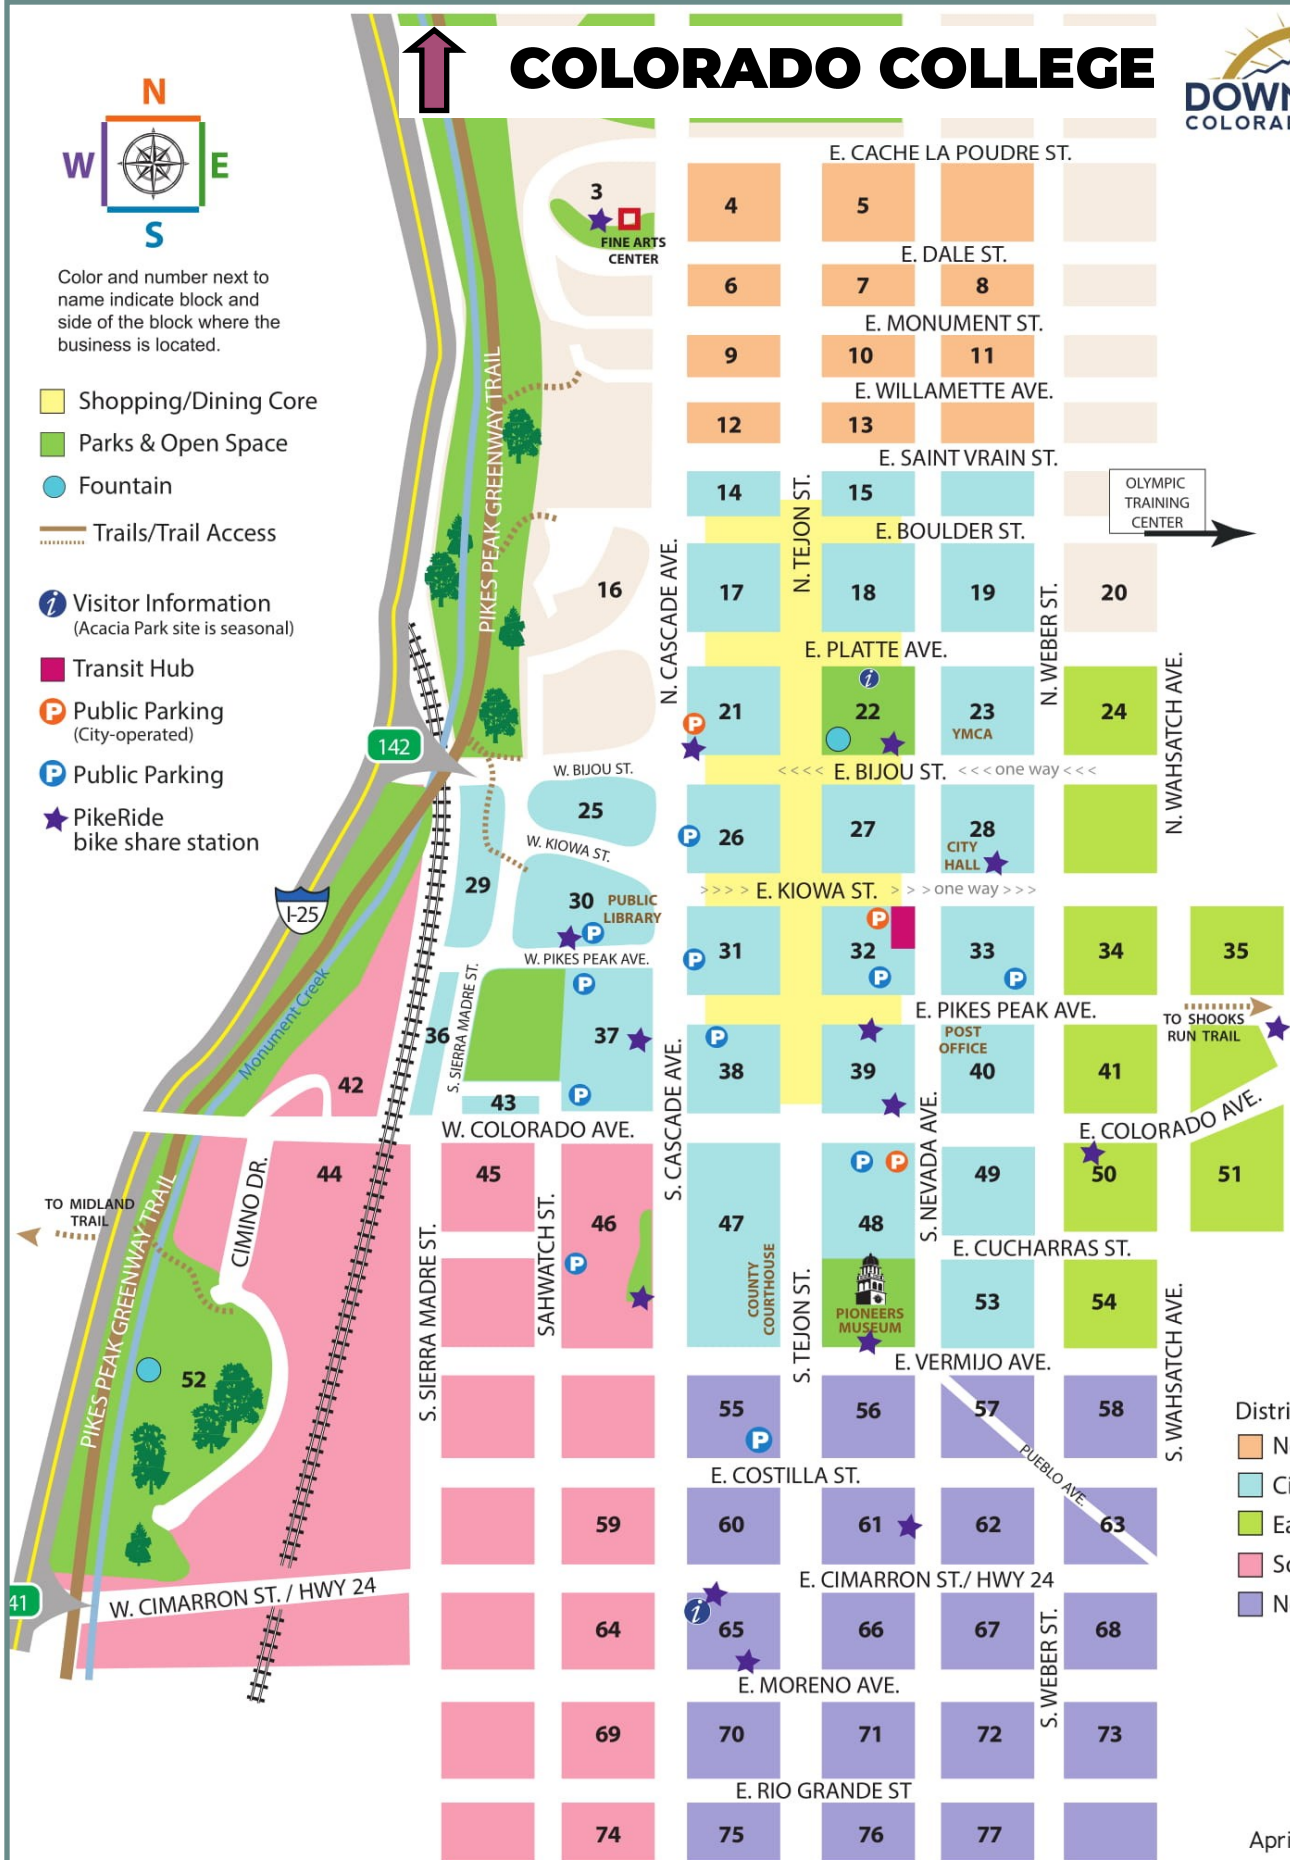 COLORADO COLLEGE
N
W
E
S
Color and number next to
name indicate block and
side of the block where the
business is located.
Shopping/Dining Core
Parks & Open Space
Fountain
Trails/Trail Access
i Visitor Information
(Acacia Park site is seasonal)
Transit Hub
P Public Parking
(City-operated)
P Public Parking
PikeRide
bike share station
DOWN
COLORA
E. CACHE LA POUDRE ST.
3
FINE ARTS
CENTER
4
5
E. DALE ST.
6
7
8
E. MONUMENT ST.
9
10
11
E. WILLAMETTE AVE.
12
13
E. SAINT VRAIN ST.
14
15
OLYMPIC
TRAINING
CENTER
E. BOULDER ST.
N. TEJON ST.
N. CASCADE AVE.
N. WEBER ST.
N. WAHSATCH AVE.
PIKES PEAK GREENWAY TRAIL
16
17
18
19
20
E. PLATTE AVE.
P
21
i
22
23
YMCA
24
142
W. BIJOU ST.
<<<< E. BIJOU ST. <<< one way <<<
25
P
26
27
28
CITY
HALL
W. KIOWA ST.
>>>> E. KIOWA ST. >>> one way >>>
29
30
PUBLIC
LIBRARY
P
I-25
P
31
P
32
P
33
P
34
35
W. PIKES PEAK AVE.
E. PIKES PEAK AVE.
TO SHOOKS
RUN TRAIL
Monument Creek
S. SIERRA MADRE ST.
36
P
37
P
P
38
39
POST
OFFICE
40
41
42
43
S. CASCADE AVE.
S. NEVADA AVE.
W. COLORADO AVE.
E. COLORADO AVE.
TO MIDLAND
TRAIL
CIMINO DR.
44
45
46
P
SAHWATCH ST.
47
COUNTY
COURTHOUSE
P
P
48
49
50
51
E. CUCHARRAS ST.
PIONEERS
MUSEUM
53
54
S. TEJON ST.
S. SIERRA MADRE ST.
S. WAHSATCH AVE.
E. VERMIJO AVE.
PIKES PEAK GREENWAY TRAIL
52
55
P
56
57
58
PUEBLO AVE.
E. COSTILLA ST.
59
60
61
62
63
W. CIMARRON ST. / HWY 24
E. CIMARRON ST./ HWY 24
41
64
i
65
66
67
68
S. WEBER ST.
E. MORENO AVE.
69
70
71
72
73
E. RIO GRANDE ST
74
75
76
77
Distri
N
Ci
Ea
So
N
Apri